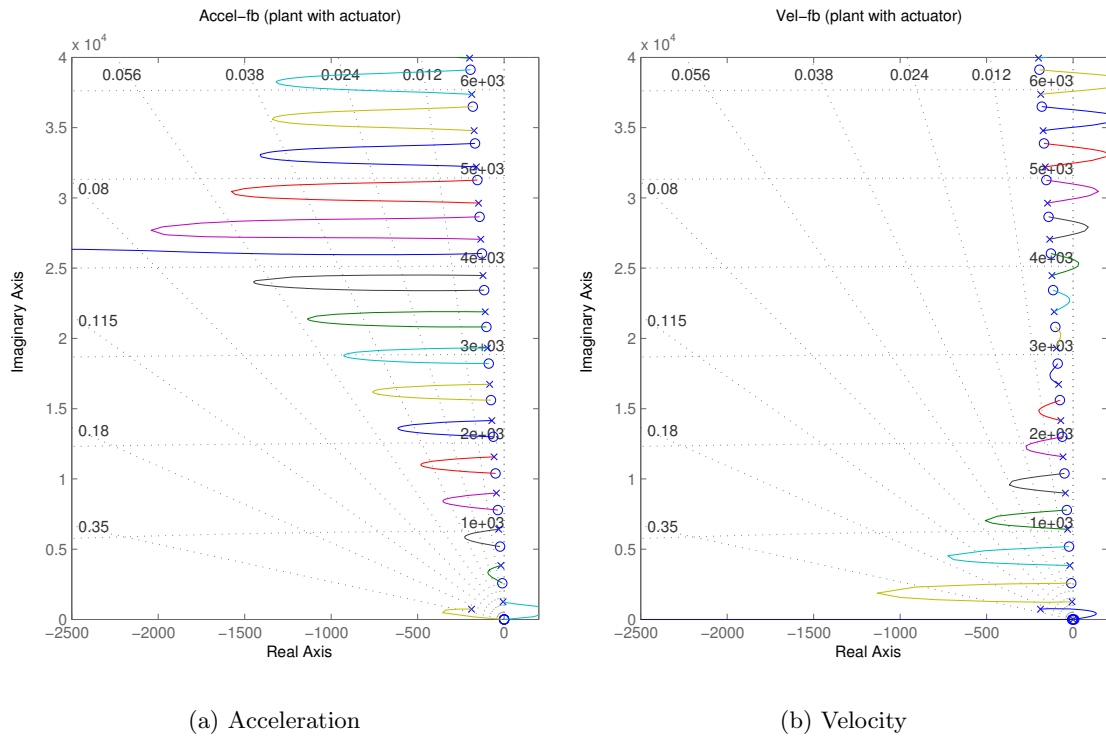 Accel−fb (plant with actuator)
x 10⁴
0.056
0.038
0.024
0.012
0.08
0.115
0.18
0.35
6e+03
5e+03
4e+03
3e+03
2e+03
1e+03
4
3.5
3
2.5
2
1.5
1
0.5
0
Imaginary Axis
−2500
−2000
−1500
−1000
−500
0
Real Axis
(a) Acceleration
Vel−fb (plant with actuator)
x 10⁴
0.056
0.038
0.024
0.012
0.08
0.115
0.18
0.35
6e+03
5e+03
4e+03
3e+03
2e+03
1e+03
4
3.5
3
2.5
2
1.5
1
0.5
0
Imaginary Axis
−2500
−2000
−1500
−1000
−500
0
Real Axis
(b) Velocity